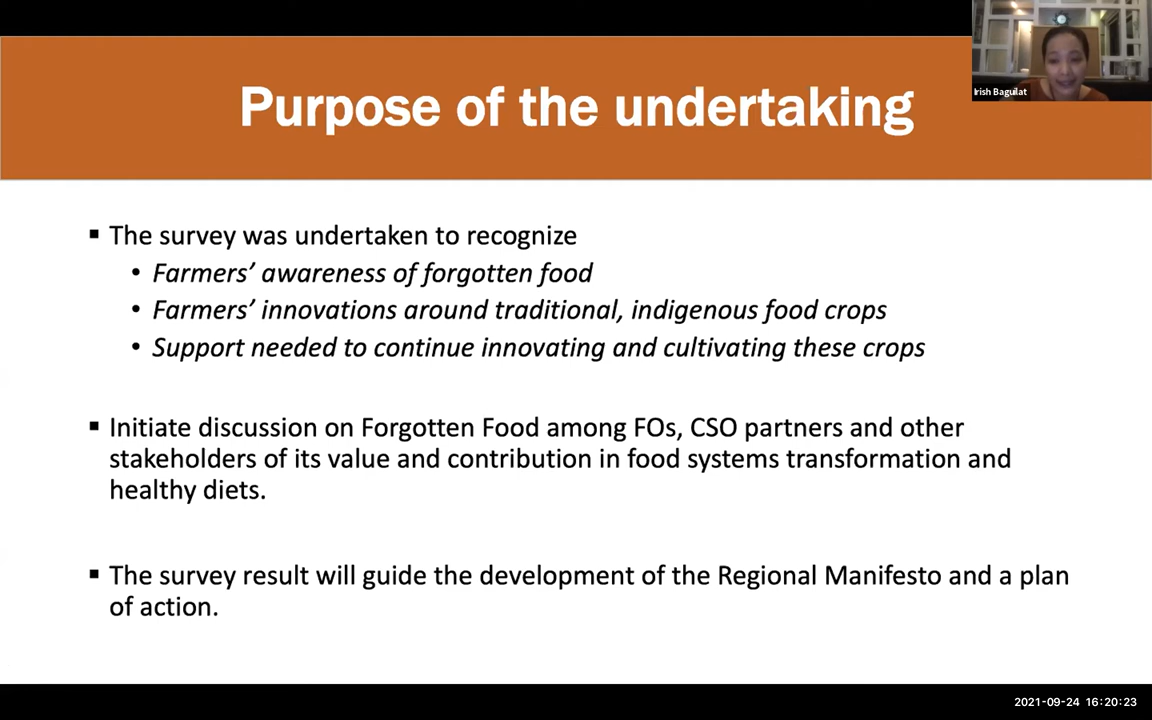 Purpose of the undertaking
Irish Baguilat
▪ The survey was undertaken to recognize
• Farmers’ awareness of forgotten food
• Farmers’ innovations around traditional, indigenous food crops
• Support needed to continue innovating and cultivating these crops
▪ Initiate discussion on Forgotten Food among FOs, CSO partners and other
stakeholders of its value and contribution in food systems transformation and
healthy diets.
▪ The survey result will guide the development of the Regional Manifesto and a plan
of action.
2021-09-24 16:20:23